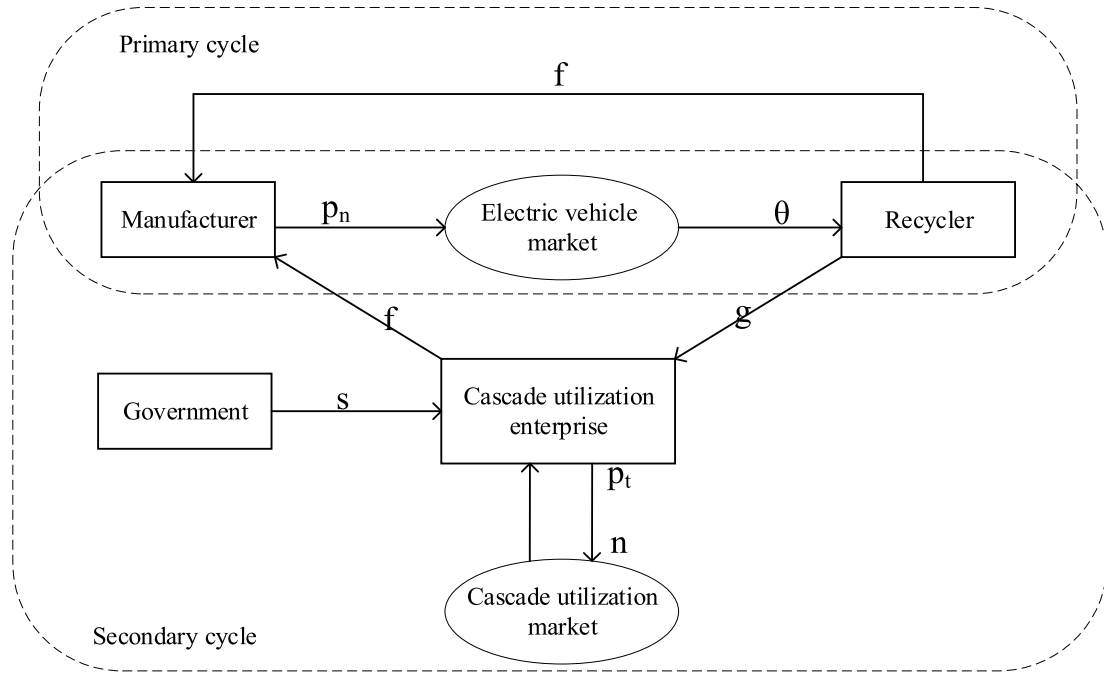 Primary cycle
f
Manufacturer
pn
Electric vehicle
market
θ
Recycler
f
g
Government
s
Cascade utilization
enterprise
pt
n
Cascade utilization
market
Secondary cycle